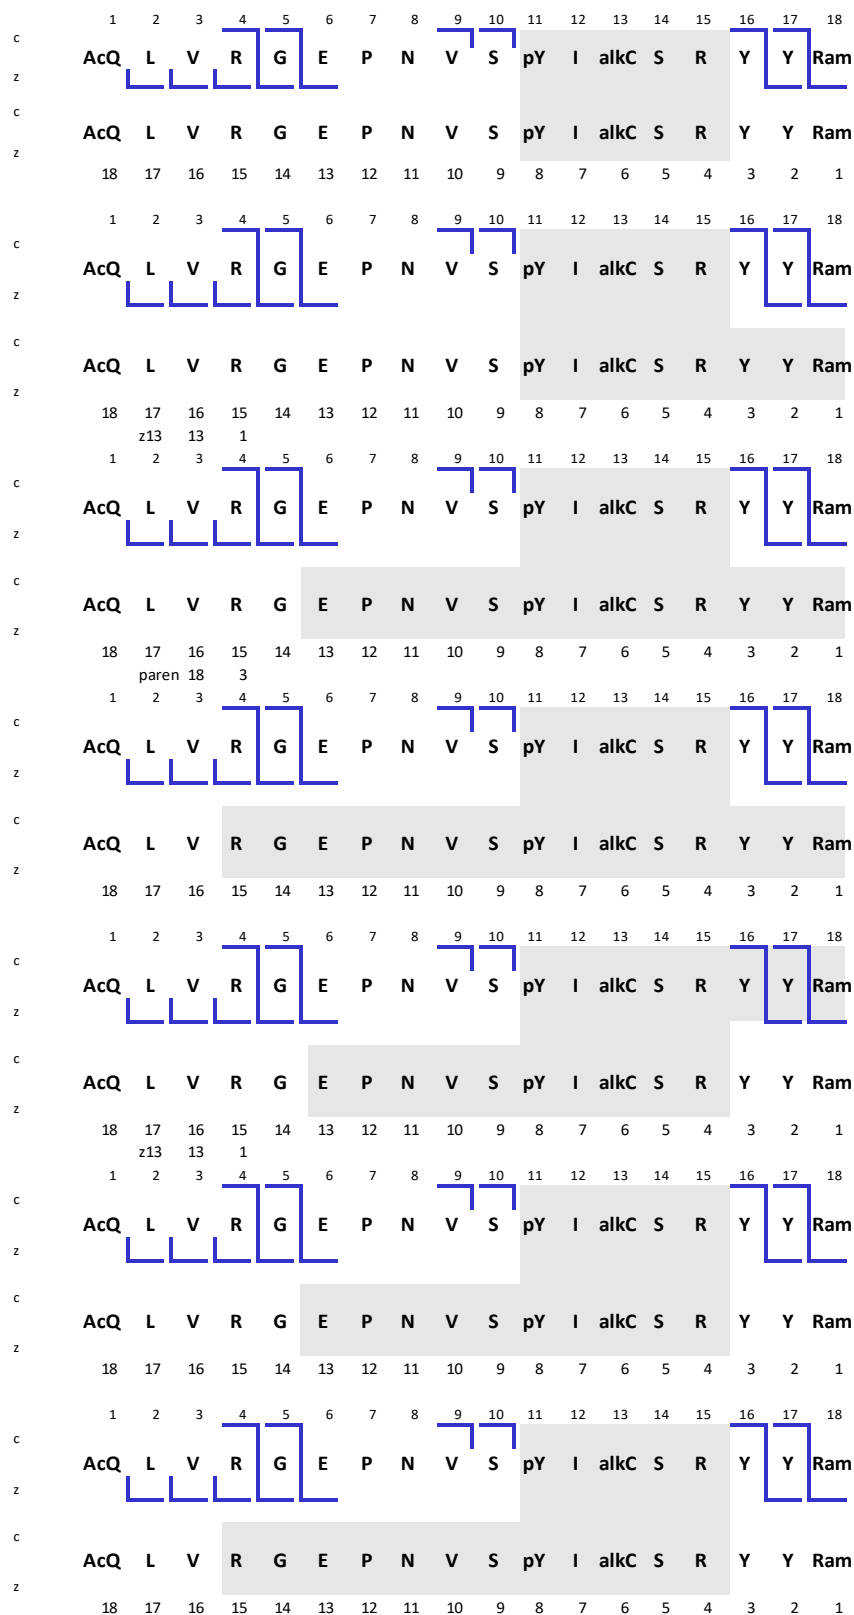 1 2 3 4 5 6 7 8 9 10 11 12 13 14 15 16 17 18
c
AcQ L V R G E P N V S pY I alkC S R Y Y Ram
z
c
AcQ L V R G E P N V S pY I alkC S R Y Y Ram
z
18 17 16 15 14 13 12 11 10 9 8 7 6 5 4 3 2 1
1 2 3 4 5 6 7 8 9 10 11 12 13 14 15 16 17 18
c
AcQ L V R G E P N V S pY I alkC S R Y Y Ram
z
c
AcQ L V R G E P N V S pY I alkC S R Y Y Ram
z
18 17 16 15 14 13 12 11 10 9 8 7 6 5 4 3 2 1
z13 13 1
1 2 3 4 5 6 7 8 9 10 11 12 13 14 15 16 17 18
c
AcQ L V R G E P N V S pY I alkC S R Y Y Ram
z
c
AcQ L V R G E P N V S pY I alkC S R Y Y Ram
z
18 17 16 15 14 13 12 11 10 9 8 7 6 5 4 3 2 1
paren 18 3
1 2 3 4 5 6 7 8 9 10 11 12 13 14 15 16 17 18
c
AcQ L V R G E P N V S pY I alkC S R Y Y Ram
z
c
AcQ L V R G E P N V S pY I alkC S R Y Y Ram
z
18 17 16 15 14 13 12 11 10 9 8 7 6 5 4 3 2 1
1 2 3 4 5 6 7 8 9 10 11 12 13 14 15 16 17 18
c
AcQ L V R G E P N V S pY I alkC S R Y Y Ram
z
c
AcQ L V R G E P N V S pY I alkC S R Y Y Ram
z
18 17 16 15 14 13 12 11 10 9 8 7 6 5 4 3 2 1
z13 13 1
1 2 3 4 5 6 7 8 9 10 11 12 13 14 15 16 17 18
c
AcQ L V R G E P N V S pY I alkC S R Y Y Ram
z
c
AcQ L V R G E P N V S pY I alkC S R Y Y Ram
z
18 17 16 15 14 13 12 11 10 9 8 7 6 5 4 3 2 1
1 2 3 4 5 6 7 8 9 10 11 12 13 14 15 16 17 18
c
AcQ L V R G E P N V S pY I alkC S R Y Y Ram
z
c
AcQ L V R G E P N V S pY I alkC S R Y Y Ram
z
18 17 16 15 14 13 12 11 10 9 8 7 6 5 4 3 2 1